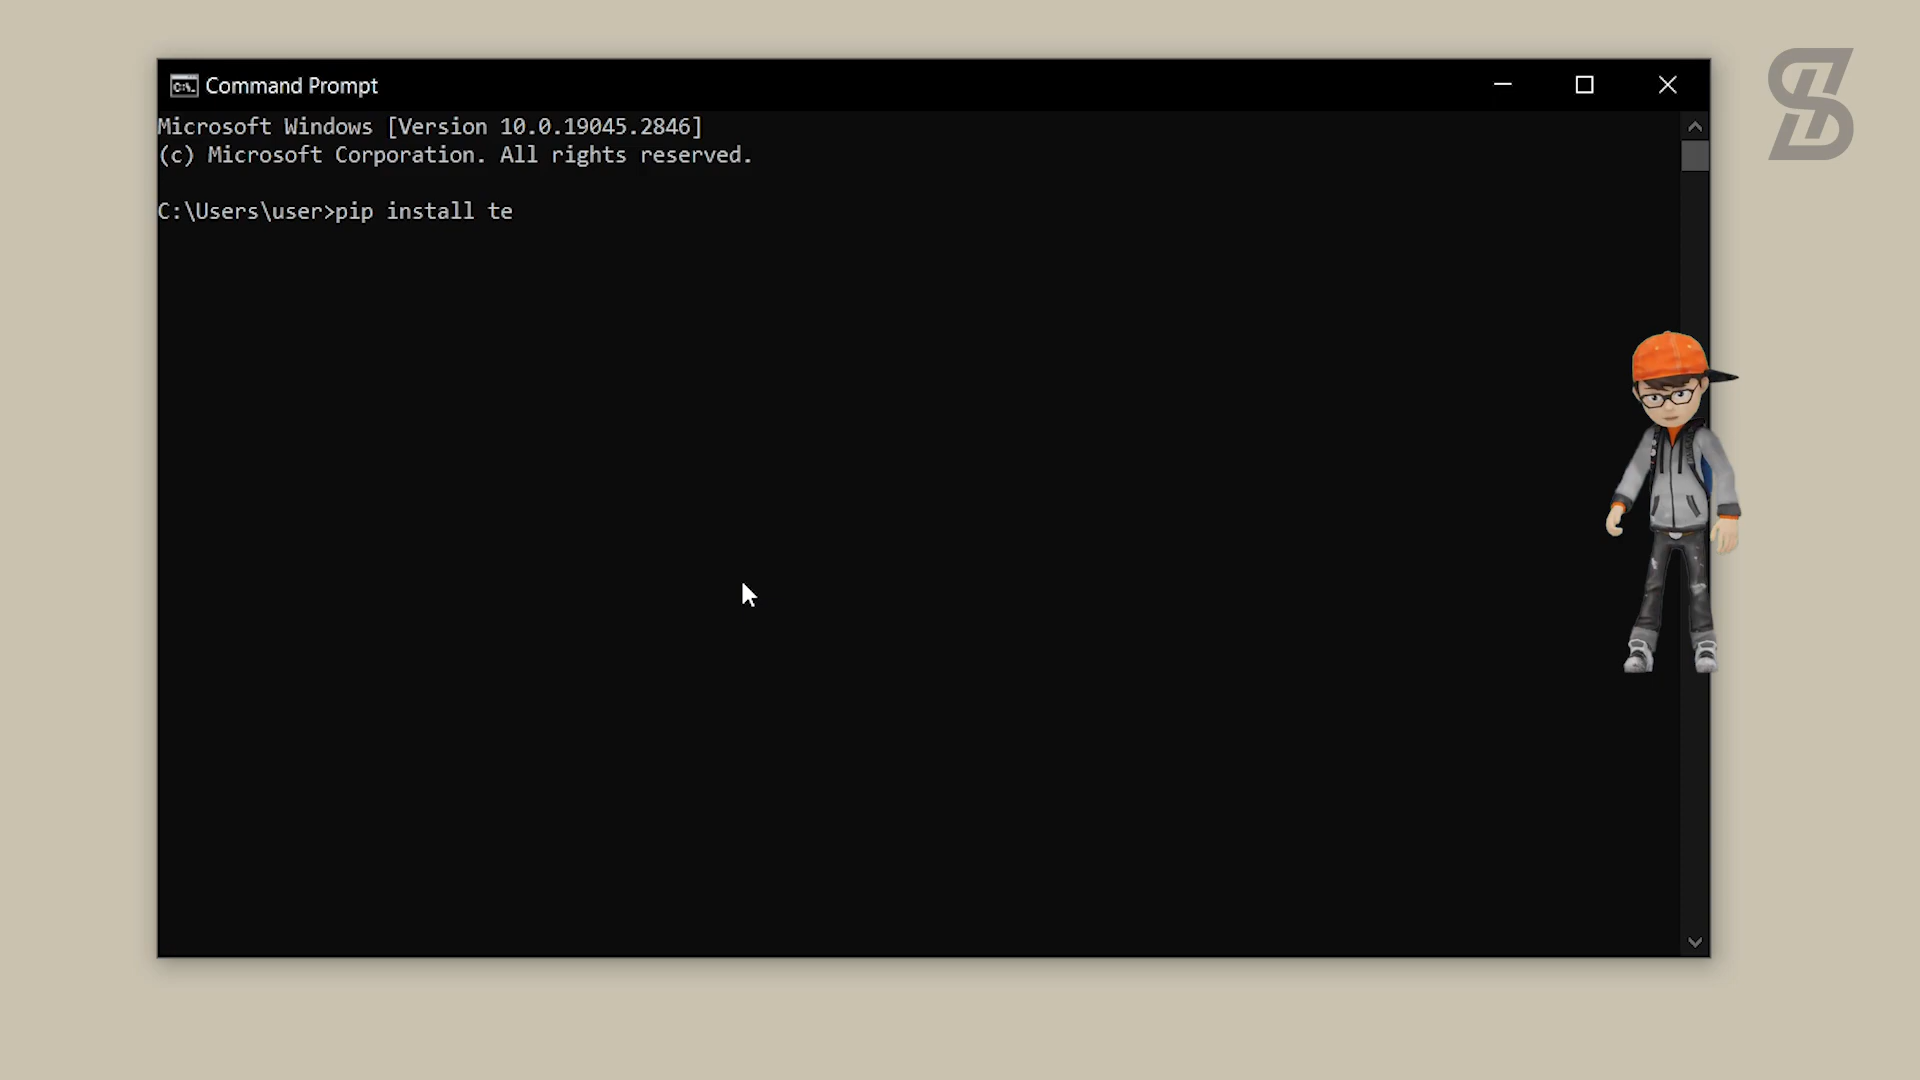 Command Prompt
Microsoft Windows [Version 10.0.19045.2846]
(c) Microsoft Corporation. All rights reserved.
C:\Users\user>pip install te